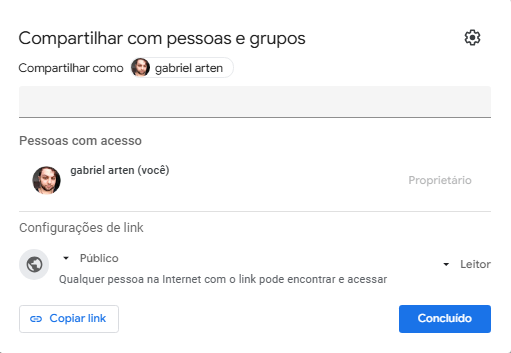 Compartilhar com pessoas e grupos
Compartilhar como gabriel arten
Pessoas com acesso
gabriel arten (você)
Proprietário
Configurações de link
Público
Leitor
Qualquer pessoa na Internet com o link pode encontrar e acessar
Copiar link
Concluído